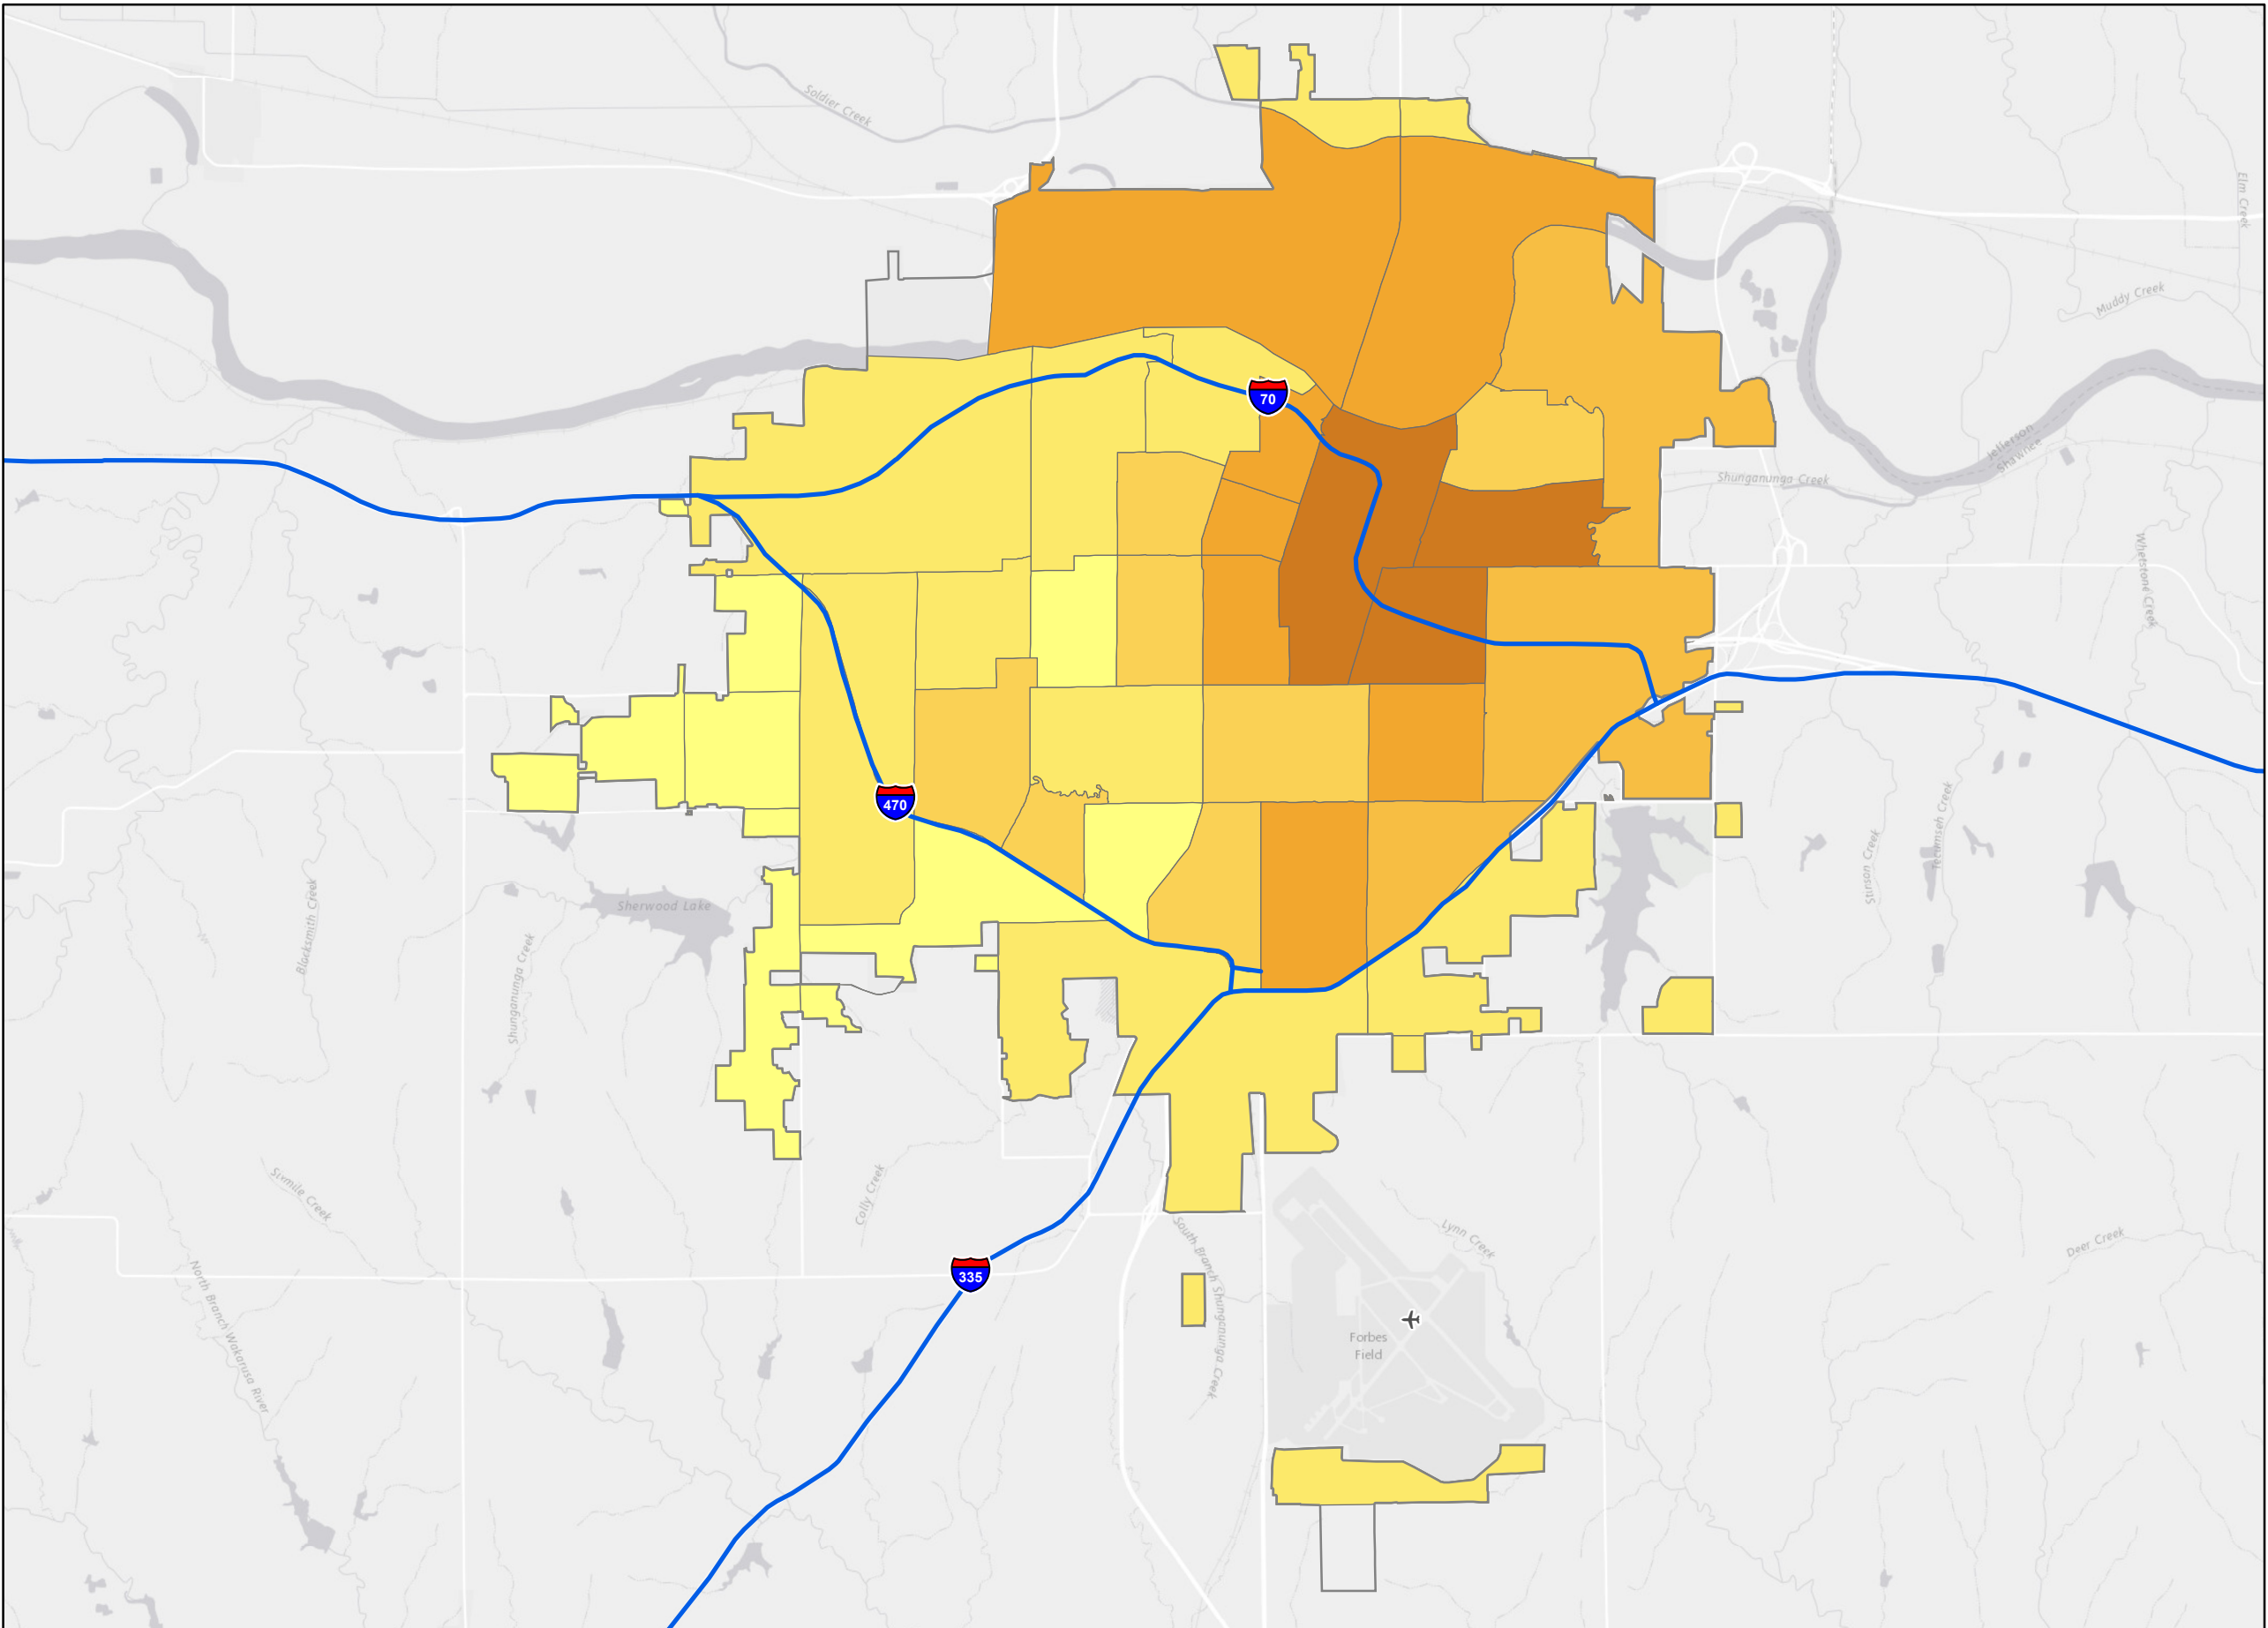 Soldier Creek
Elm Creek
Muddy Creek
70
Jefferson
Shawnee
Shunganunga Creek
Whetstone Creek
470
Tecumseh Creek
Stinson Creek
Sherwood Lake
Blacksmith Creek
Shunganunga Creek
Sixmile Creek
Colly Creek
South Branch Shunganunga Creek
Lynn Creek
Deer Creek
335
North Branch Wakarusa River
Forbes
Field